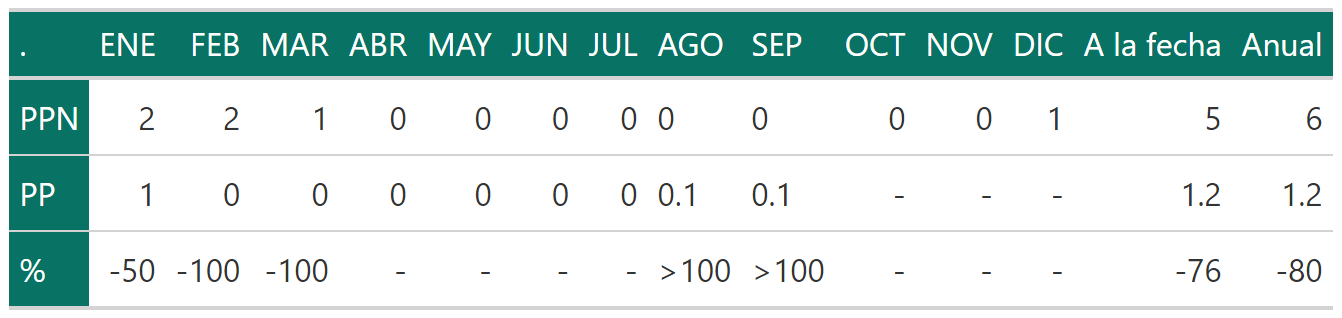 . ENE FEB MAR ABR MAY JUN JUL AGO SEP OCT NOV DIC A la fecha Anual
PPN 2 2 1 0 0 0 0 0 0 0 0 1 5 6
PP 1 0 0 0 0 0 0 0.1 0.1 - - - 1.2 1.2
% -50 -100 -100 - - - - >100 >100 - - - -76 -80